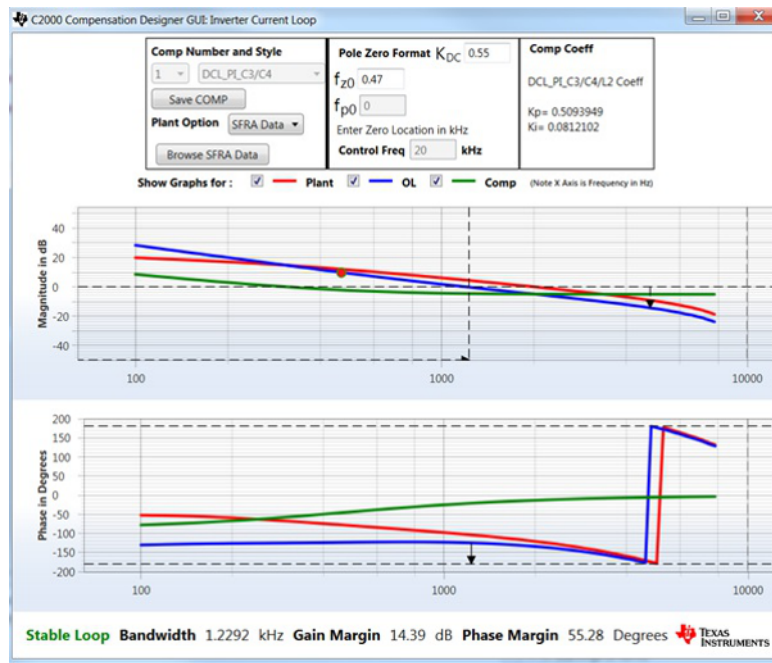 C2000 Compensation Designer GUI: Inverter Current Loop
Comp Number and Style
1 DCL_PI_C3/C4
Save COMP
Plant Option SFRA Data
Browse SFRA Data
Pole Zero Format KDC 0.55
fz0 0.47
fp0 0
Enter Zero Location in kHz
Control Freq 20 kHz
Comp Coeff
DCL_PI_C3/C4/L2 Coeff
Kp= 0.5093949
Ki= 0.0812102
Show Graphs for : Plant OL Comp (Note X Axis is Frequency in Hz)
Magnitude in dB
40
20
0
-20
-40
100 1000 10000
Phase in Degrees
200
150
100
50
0
-50
-100
-150
-200
100 1000 10000
Stable Loop Bandwidth 1.2292 kHz Gain Margin 14.39 dB Phase Margin 55.28 Degrees TEXAS INSTRUMENTS